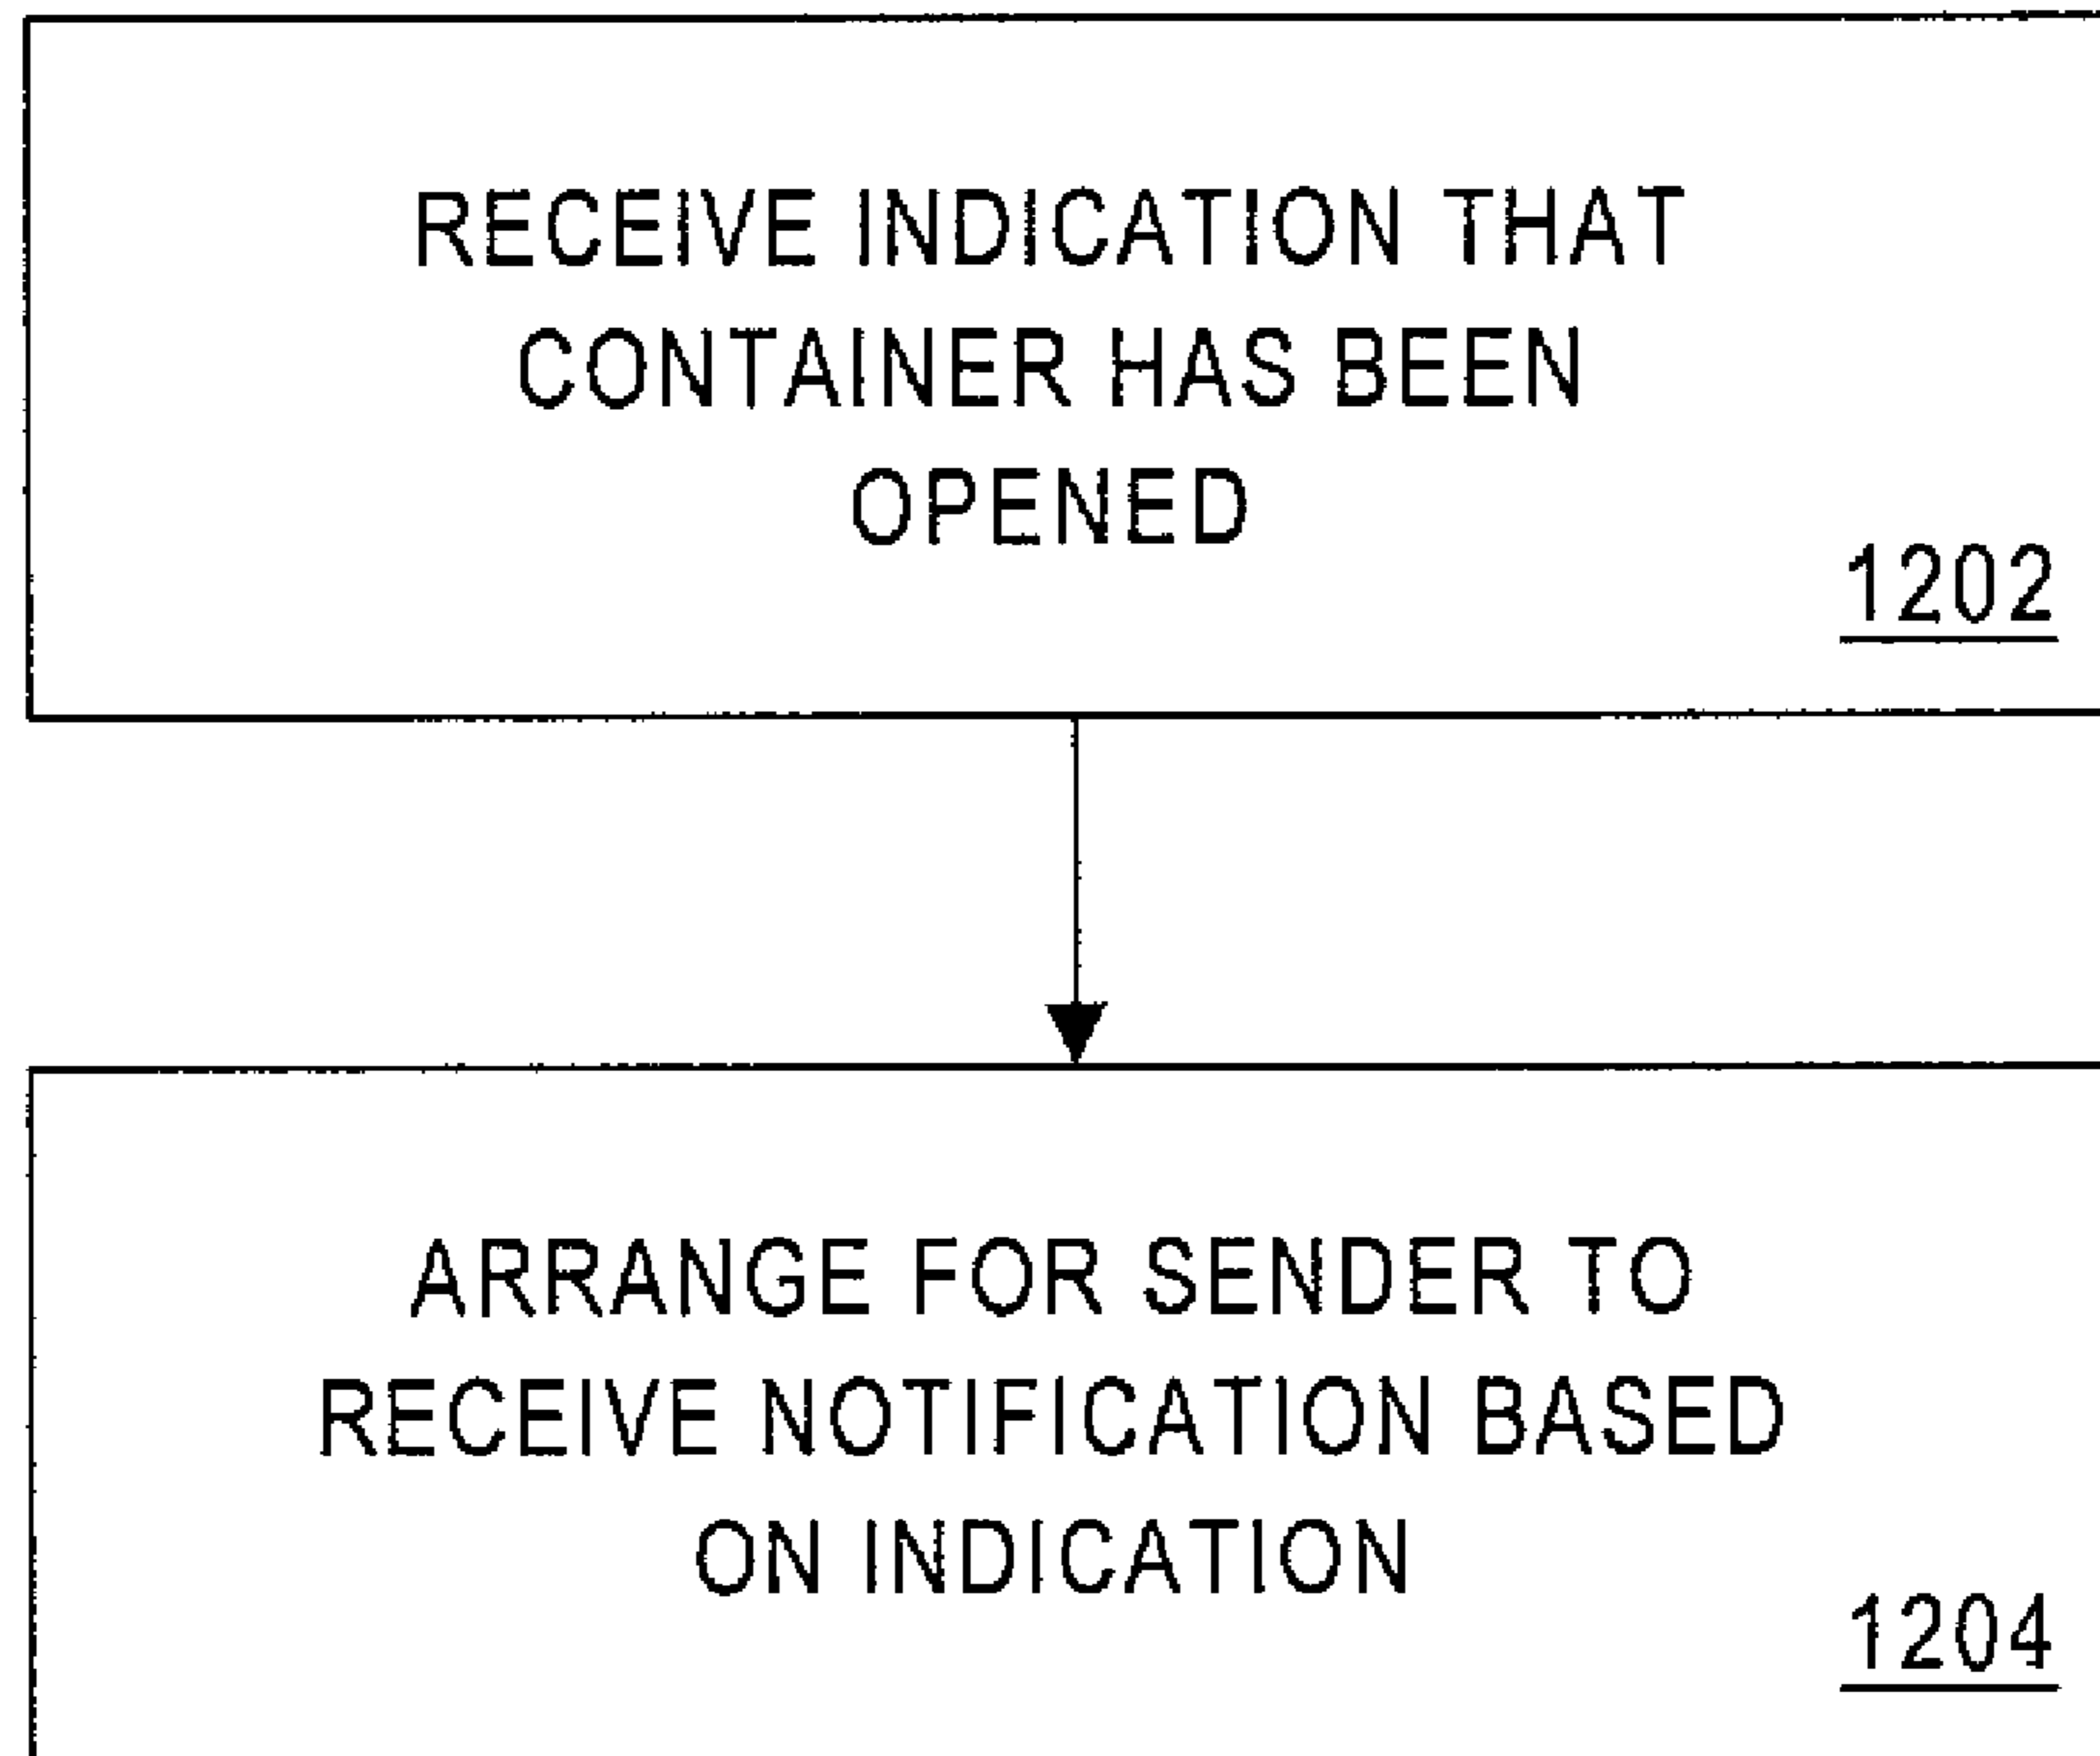 RECEIVE INDICATION THAT
CONTAINER HAS BEEN
OPENED
1202
ARRANGE FOR SENDER TO
RECEIVE NOTIFICATION BASED
ON INDICATION
1204